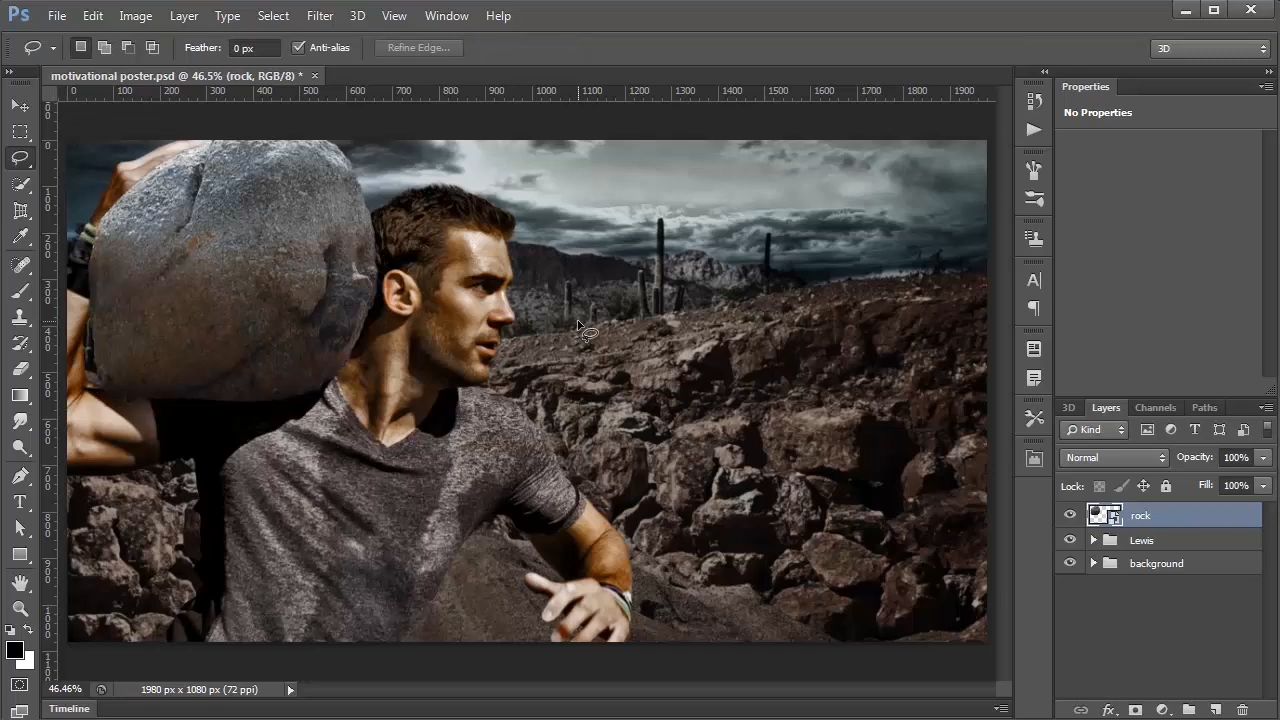 Ps File Edit Image Layer Type Select Filter 3D View Window Help
Feather: 0 px Anti-alias Refine Edge... 3D
motivational poster.psd @ 46.5% (rock, RGB/8) * ×
0 100 200 300 400 500 600 700 800 900 1000 1100 1200 1300 1400 1500 1600 1700 1800 1900
Properties
No Properties
3D Layers Channels Paths
Kind
Normal Opacity: 100%
Lock: Fill: 100%
rock
Lewis
background
46.46% 1980 px x 1080 px (72 ppi)
Timeline